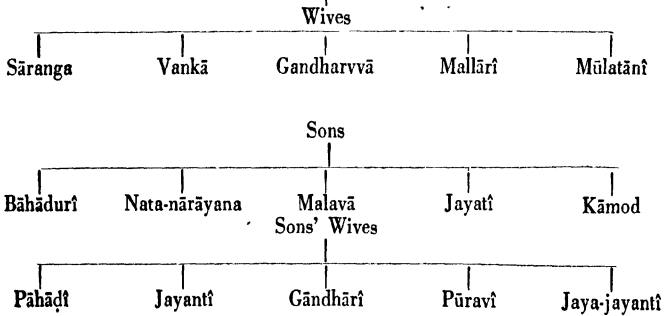 Wives
Sāranga Vankā Gandharvvā Mallārî Mūlatānî
Sons
Bāhādurî Nata-nārāyana Malavā Jayatî Kāmod
Sons' Wives
Pāhāḍî Jayantî Gāndhārî Pūravî Jaya-jayantî